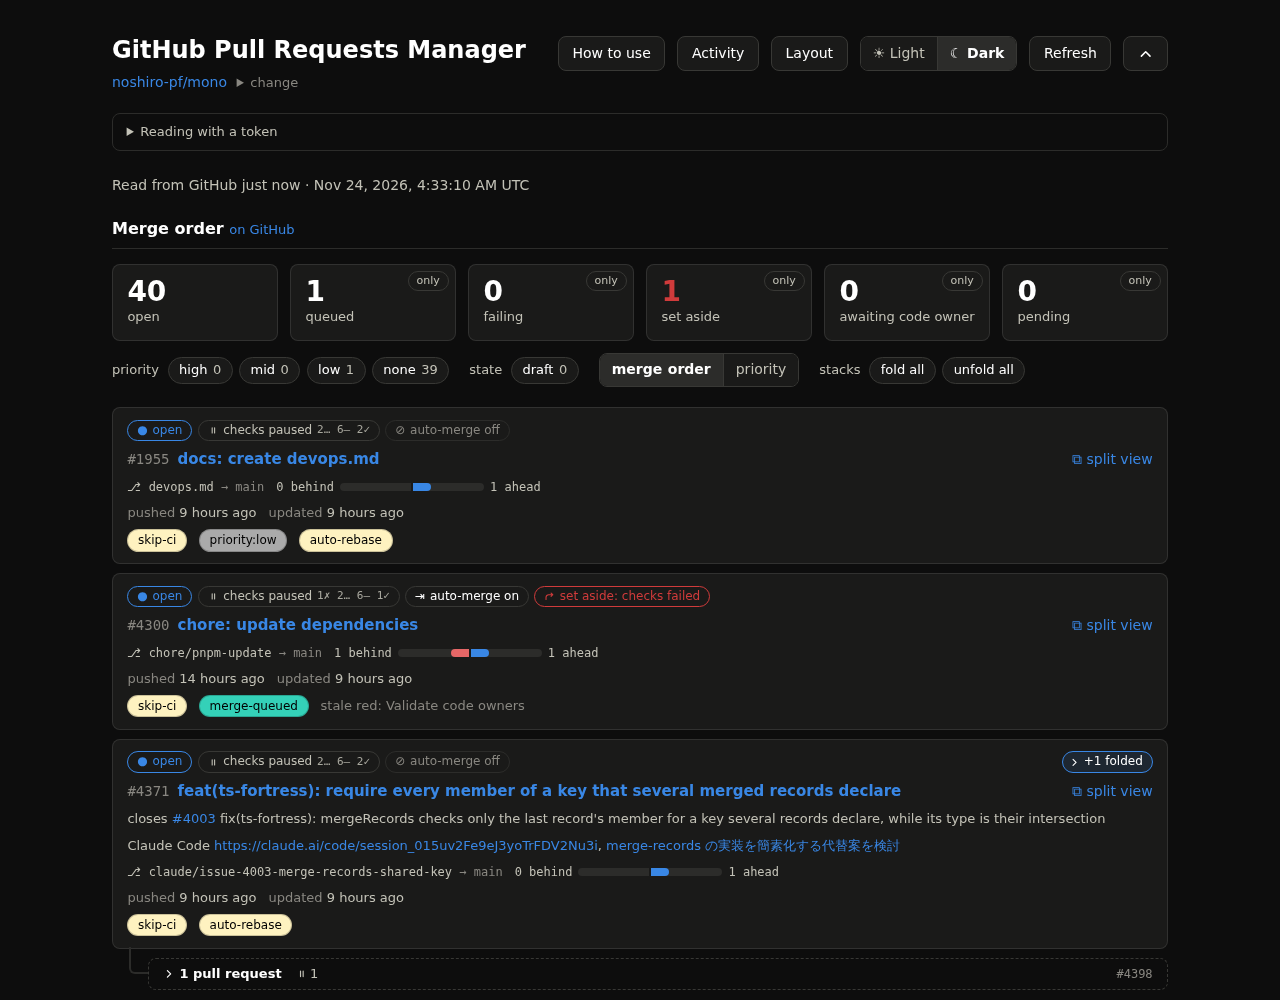 GitHub Pull Requests Manager
How to use
Activity
Layout
☀ Light
☾ Dark
Refresh
noshiro-pf/mono ▶ change
▶ Reading with a token
Read from GitHub just now · Nov 24, 2026, 4:33:10 AM UTC
Merge order on GitHub
40
open
1
only
queued
0
only
failing
1
only
set aside
0
only
awaiting code owner
0
only
pending
priority high 0 mid 0 low 1 none 39 state draft 0 merge order priority stacks fold all unfold all
open ⏸ checks paused 2… 6– 2✓ ⊘ auto-merge off
#1955 docs: create devops.md ⧉ split view
⎇ devops.md → main 0 behind 1 ahead
pushed 9 hours ago updated 9 hours ago
skip-ci priority:low auto-rebase
open ⏸ checks paused 1✗ 2… 6– 1✓ ⇥ auto-merge on set aside: checks failed
#4300 chore: update dependencies ⧉ split view
⎇ chore/pnpm-update → main 1 behind 1 ahead
pushed 14 hours ago updated 9 hours ago
skip-ci merge-queued stale red: Validate code owners
open ⏸ checks paused 2… 6– 2✓ ⊘ auto-merge off +1 folded
#4371 feat(ts-fortress): require every member of a key that several merged records declare ⧉ split view
closes #4003 fix(ts-fortress): mergeRecords checks only the last record's member for a key several records declare, while its type is their intersection
Claude Code https://claude.ai/code/session_015uv2Fe9eJ3yoTrFDV2Nu3i, merge-records の実装を簡素化する代替案を検討
⎇ claude/issue-4003-merge-records-shared-key → main 0 behind 1 ahead
pushed 9 hours ago updated 9 hours ago
skip-ci auto-rebase
1 pull request ⏸ 1 #4398